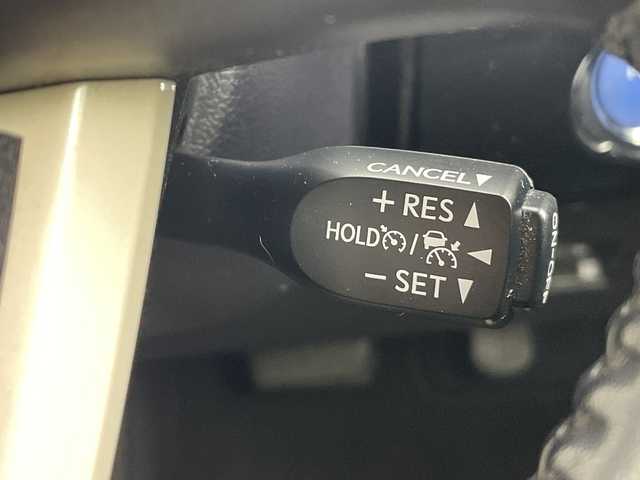 CANCEL▼
+ RES ▲
HOLD / ◀
− SET ▼
ON-OFF